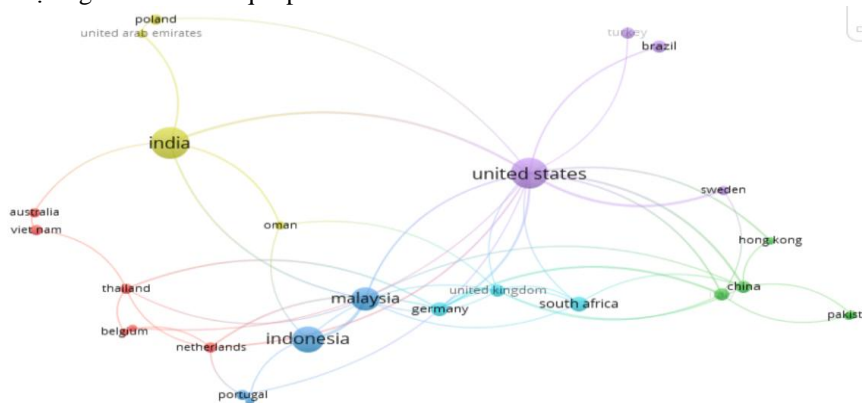 poland
united arab emirates
turkey
brazil
india
united states
sweden
australia
viet nam
oman
hong kong
thailand
malaysia
united kingdom
china
germany
south africa
pakist
belgium
indonesia
netherlands
portugal